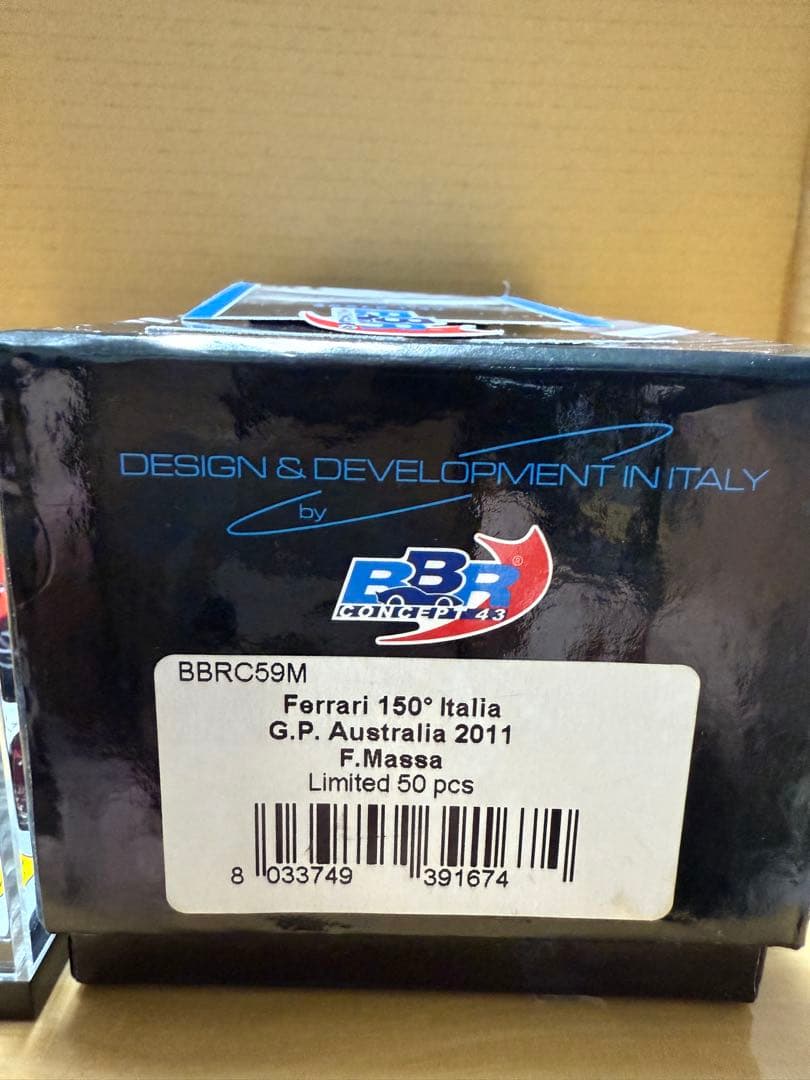 BBR
DESIGN & DEVELOPMENT IN ITALY
by
BBR®
CONCEPT 43
BBRC59M
Ferrari 150° Italia
G.P. Australia 2011
F.Massa
Limited 50 pcs
8 033749 391674